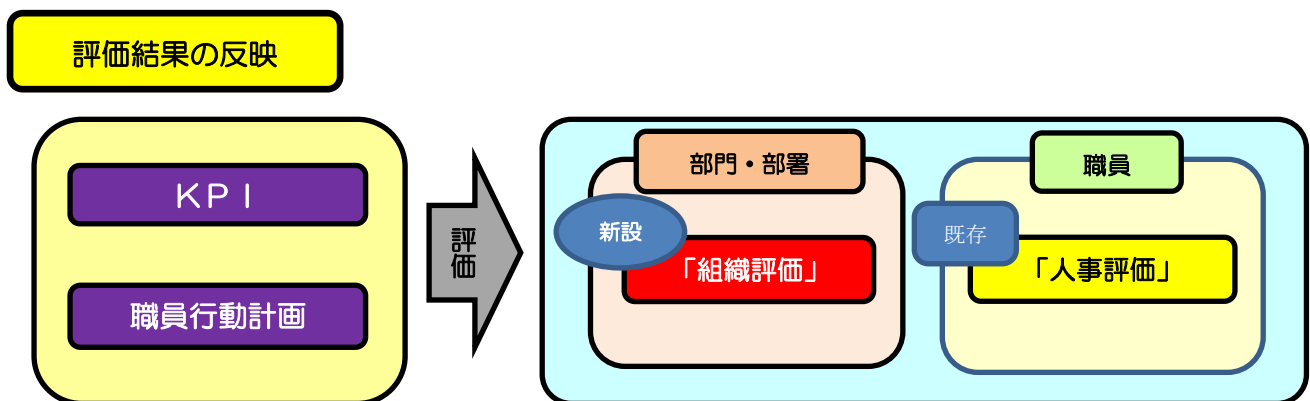 評価結果の反映
ＫＰＩ
職員行動計画
評価
部門・部署
新設
「組織評価」
職員
既存
「人事評価」